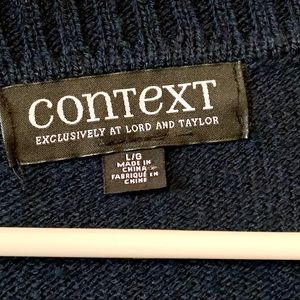 conTexT
EXCLUSIVELY AT LORD AND TAYLOR
L/G
MADE IN
CHINA
FABRIQUÉ EN
CHINE